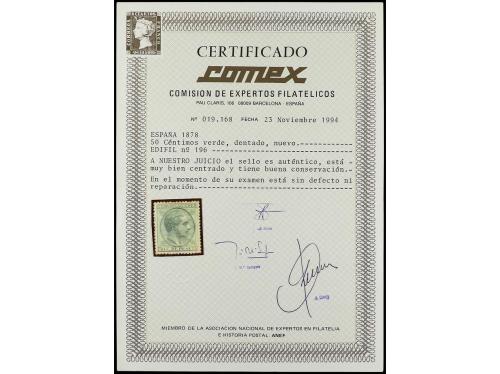 CERTIFICADO
comex
COMISION DE EXPERTOS FILATELICOS
PAU CLARIS, 106 08009 BARCELONA - ESPAÑA
Nº 019,168 FECHA 23 Noviembre 1994
ESPAÑA 1878
50 Céntimos verde, dentado, nuevo.
EDIFIL nº 196
A NUESTRO JUICIO el sello es auténtico, está
muy bien centrado y tiene buena conservación.
En el momento de su examen está sin defecto ni
reparación.
MIEMBRO DE LA ASOCIACION NACIONAL DE EXPERTOS EN FILATELIA
E HISTORIA POSTAL ANEF